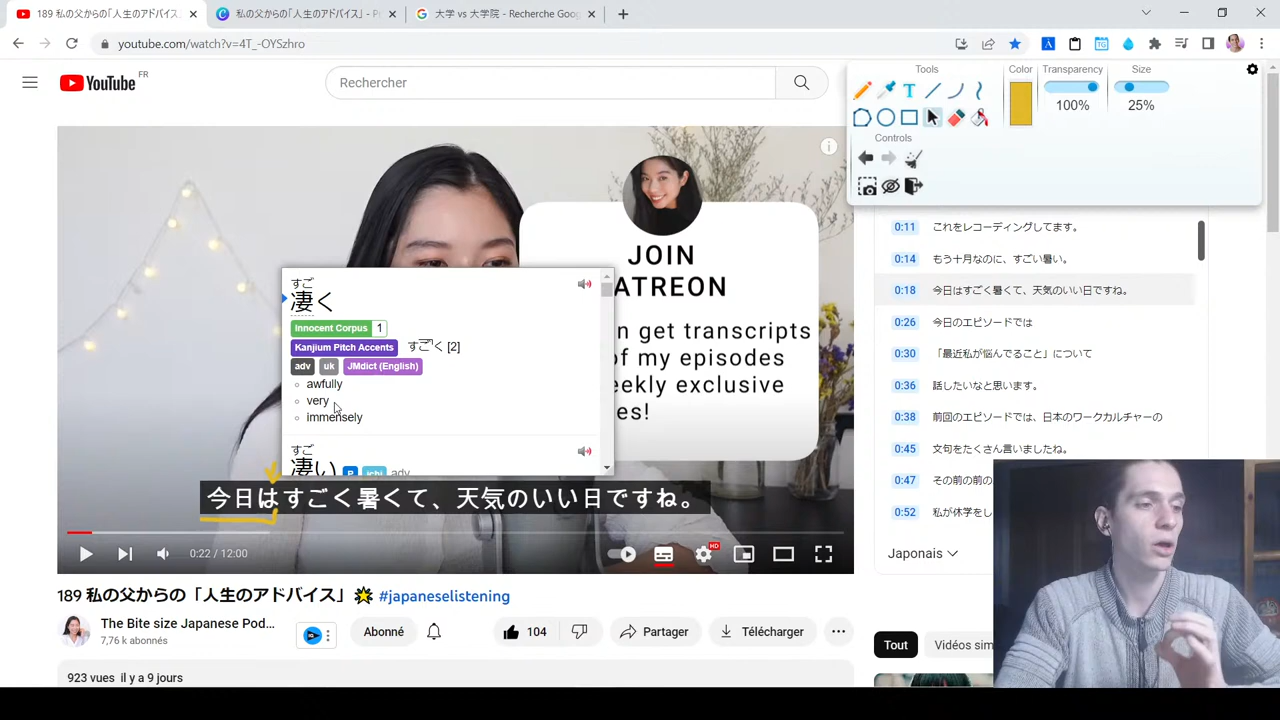 189 私の父からの「人生のアドバイス」
私の父からの「人生のアドバイス」 - P
大学 vs 大学院 - Recherche Goog
youtube.com/watch?v=4T_-OYSzhro
YouTube FR
Rechercher
Tools
Color
Transparency
Size
100%
25%
Controls
JOIN
ATREON
n get transcripts
of my episodes
eekly exclusive
es!
すご
凄く
Innocent Corpus 1
Kanjium Pitch Accents すごく [2]
adv uk JMdict (English)
awfully
very
immensely
すご
凄い P ichi adv
今日はすごく暑くて、天気のいい日ですね。
0:22 / 12:00
HD
0:11 これをレコーディングしてます。
0:14 もう十月なのに、すごい暑い。
0:18 今日はすごく暑くて、天気のいい日ですね。
0:26 今日のエピソードでは
0:30 「最近私が悩んでること」について
0:36 話したいなと思います。
0:38 前回のエピソードでは、日本のワークカルチャーの
0:45 文句をたくさん言いましたね。
0:47 その前の前の
0:52 私が休学をし
Japonais
189 私の父からの「人生のアドバイス」 🌟 #japaneselistening
The Bite size Japanese Pod...
7,76 k abonnés
Abonné
104
Partager
Télécharger
Tout
Vidéos sim
923 vues il y a 9 jours